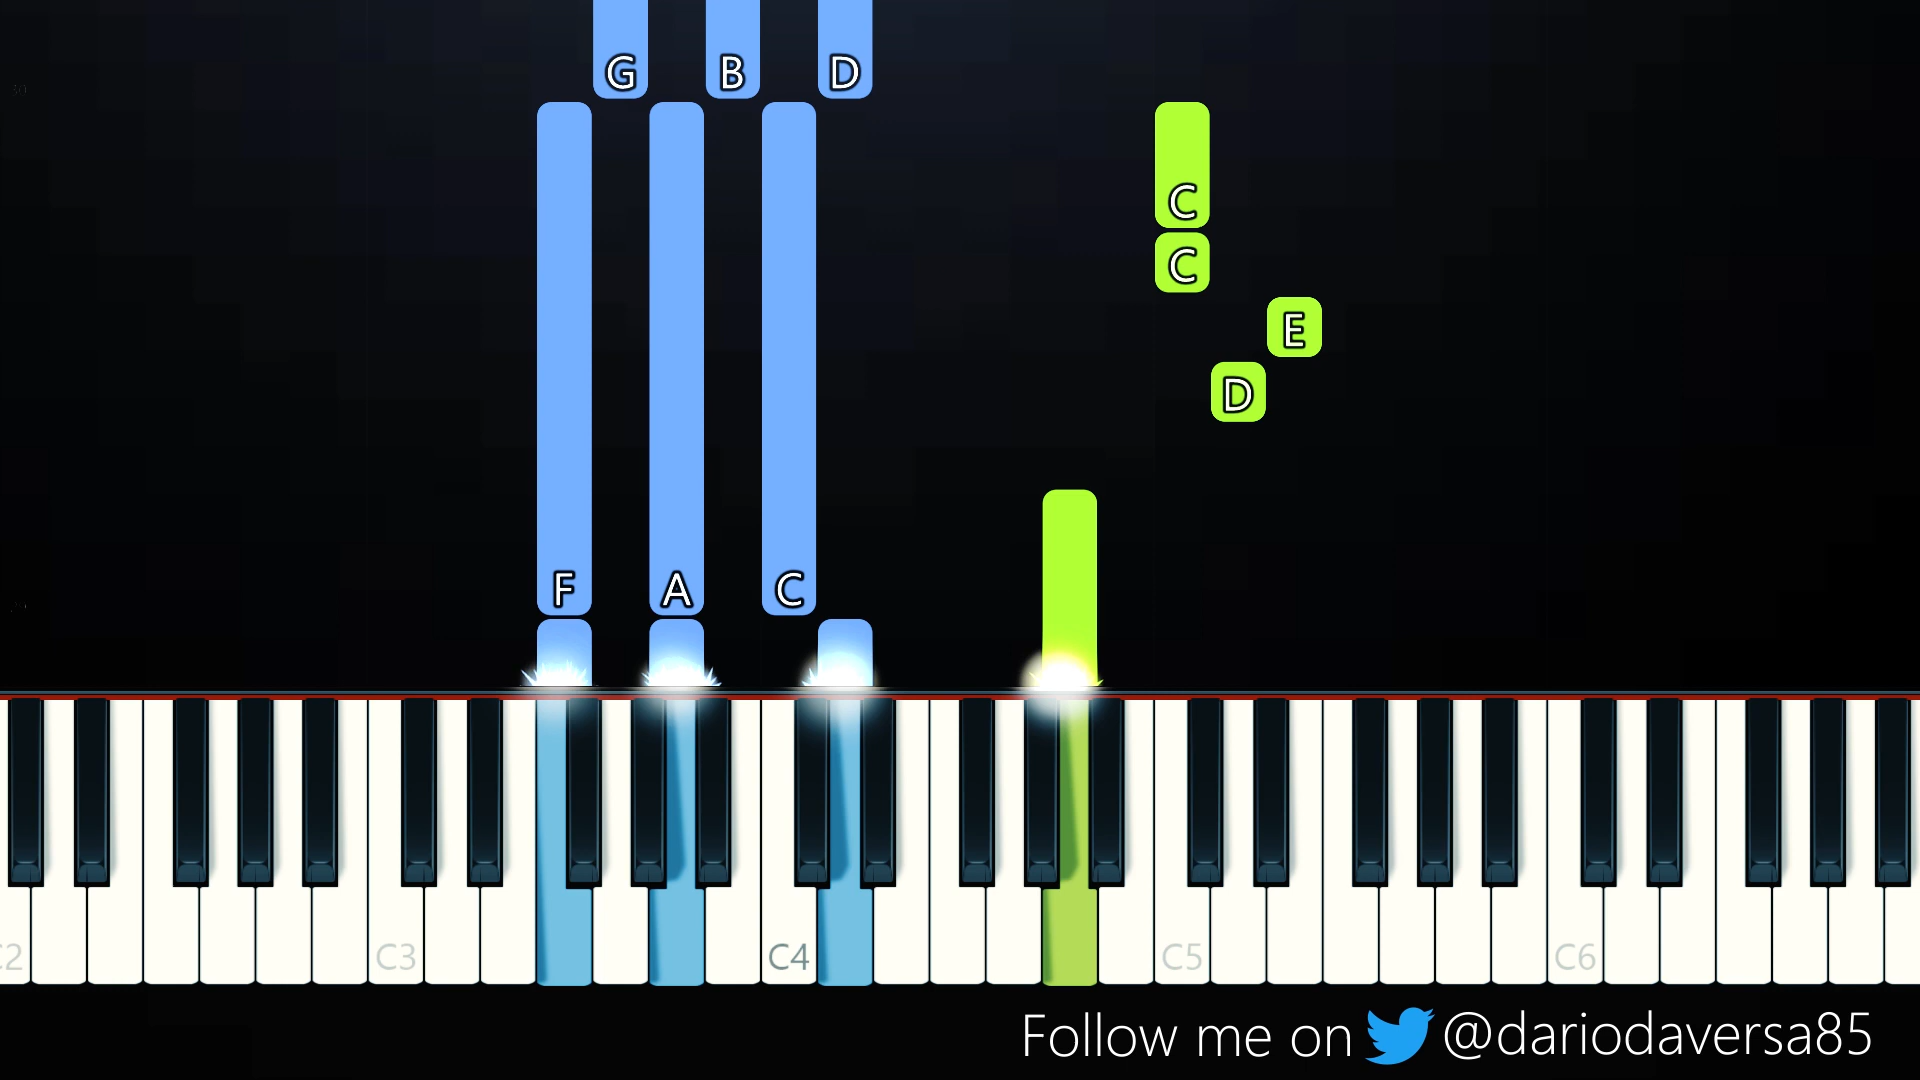 G B D
C
C
E
D
F A C
C2 C3 C4 C5 C6
Follow me on @dariodaversa85